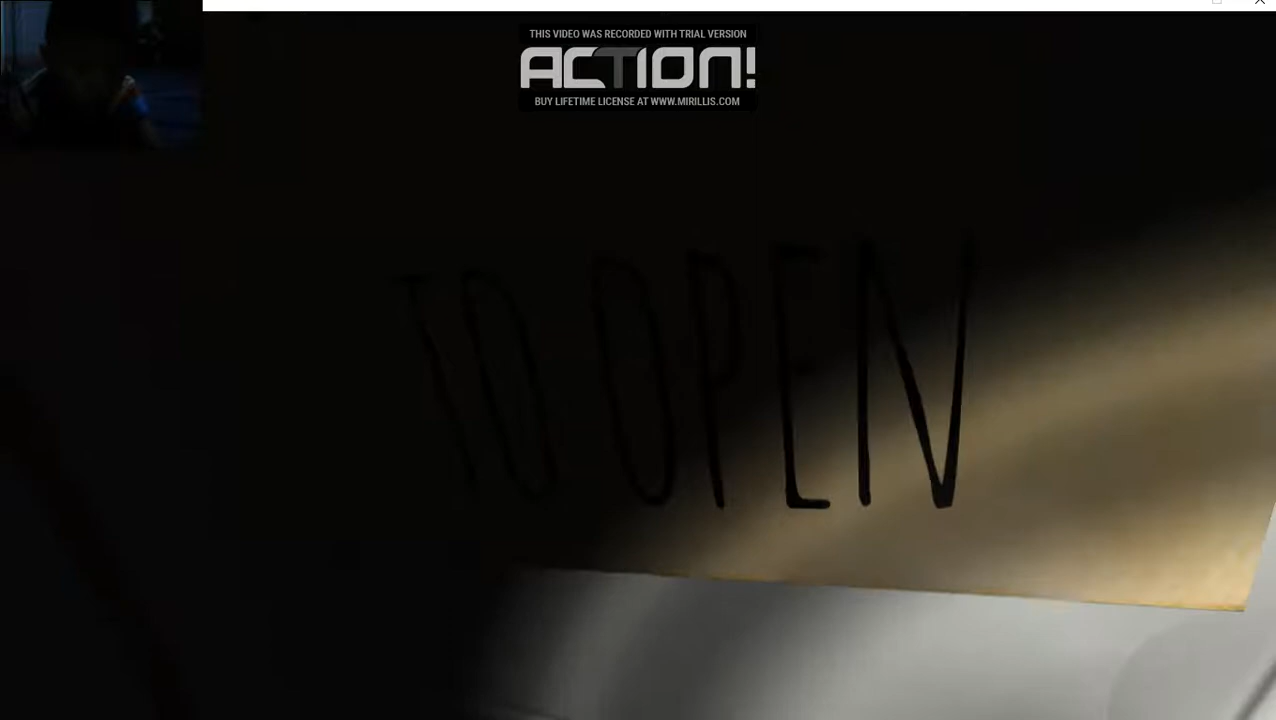 THIS VIDEO WAS RECORDED WITH TRIAL VERSION
ACTION!
BUY LIFETIME LICENSE AT WWW.MIRILLIS.COM
TO OPEN